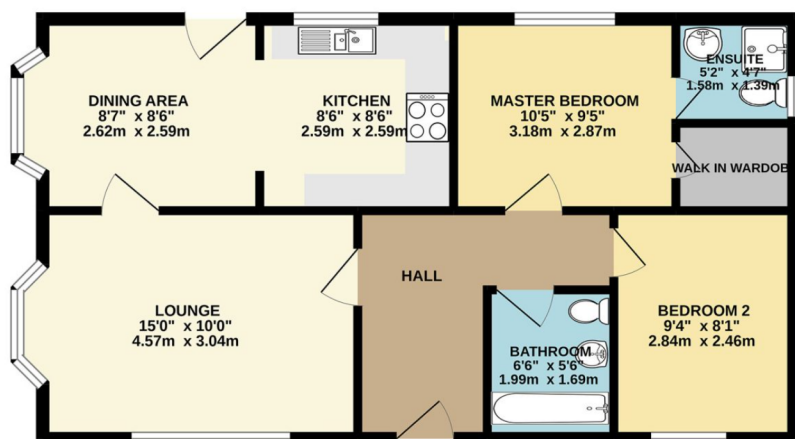 DINING AREA
8'7" x 8'6"
2.62m x 2.59m
KITCHEN
8'6" x 8'6"
2.59m x 2.59m
MASTER BEDROOM
10'5" x 9'5"
3.18m x 2.87m
ENSUITE
5'2" x 4'7"
1.58m x 1.39m
WALK IN WARDOB
LOUNGE
15'0" x 10'0"
4.57m x 3.04m
HALL
BATHROOM
6'6" x 5'6"
1.99m x 1.69m
BEDROOM 2
9'4" x 8'1"
2.84m x 2.46m